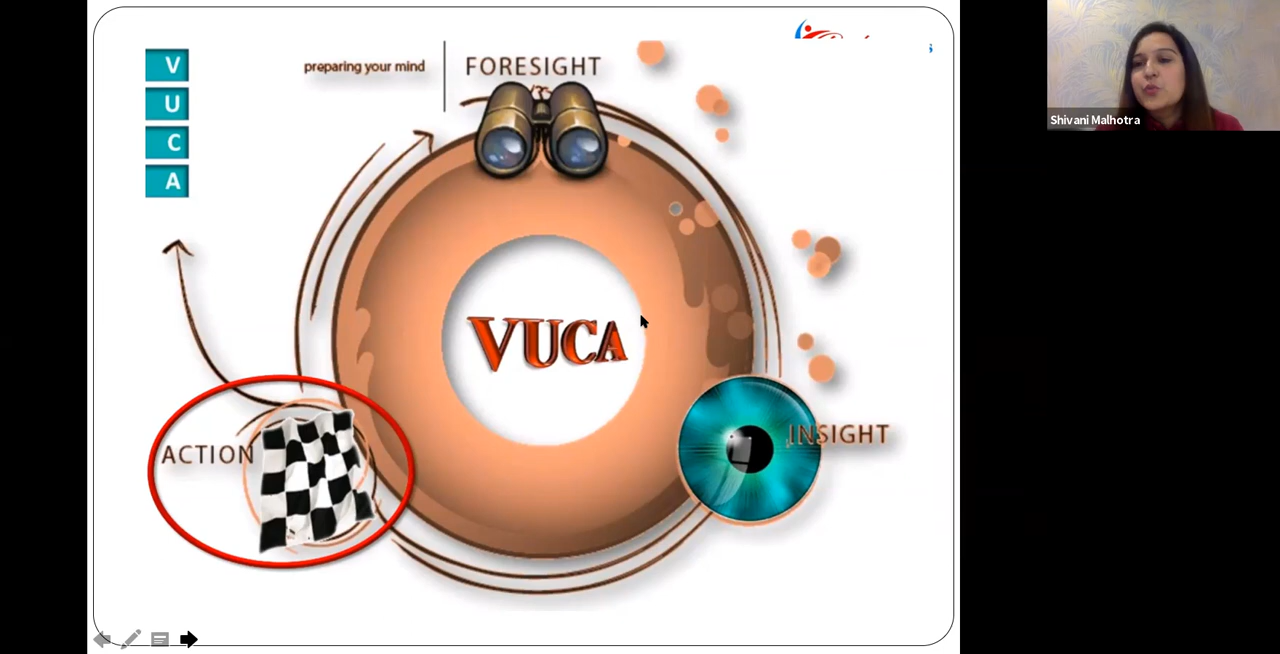 V
U
C
A
preparing your mind
FORESIGHT
VUCA
ACTION
INSIGHT
Shivani Malhotra